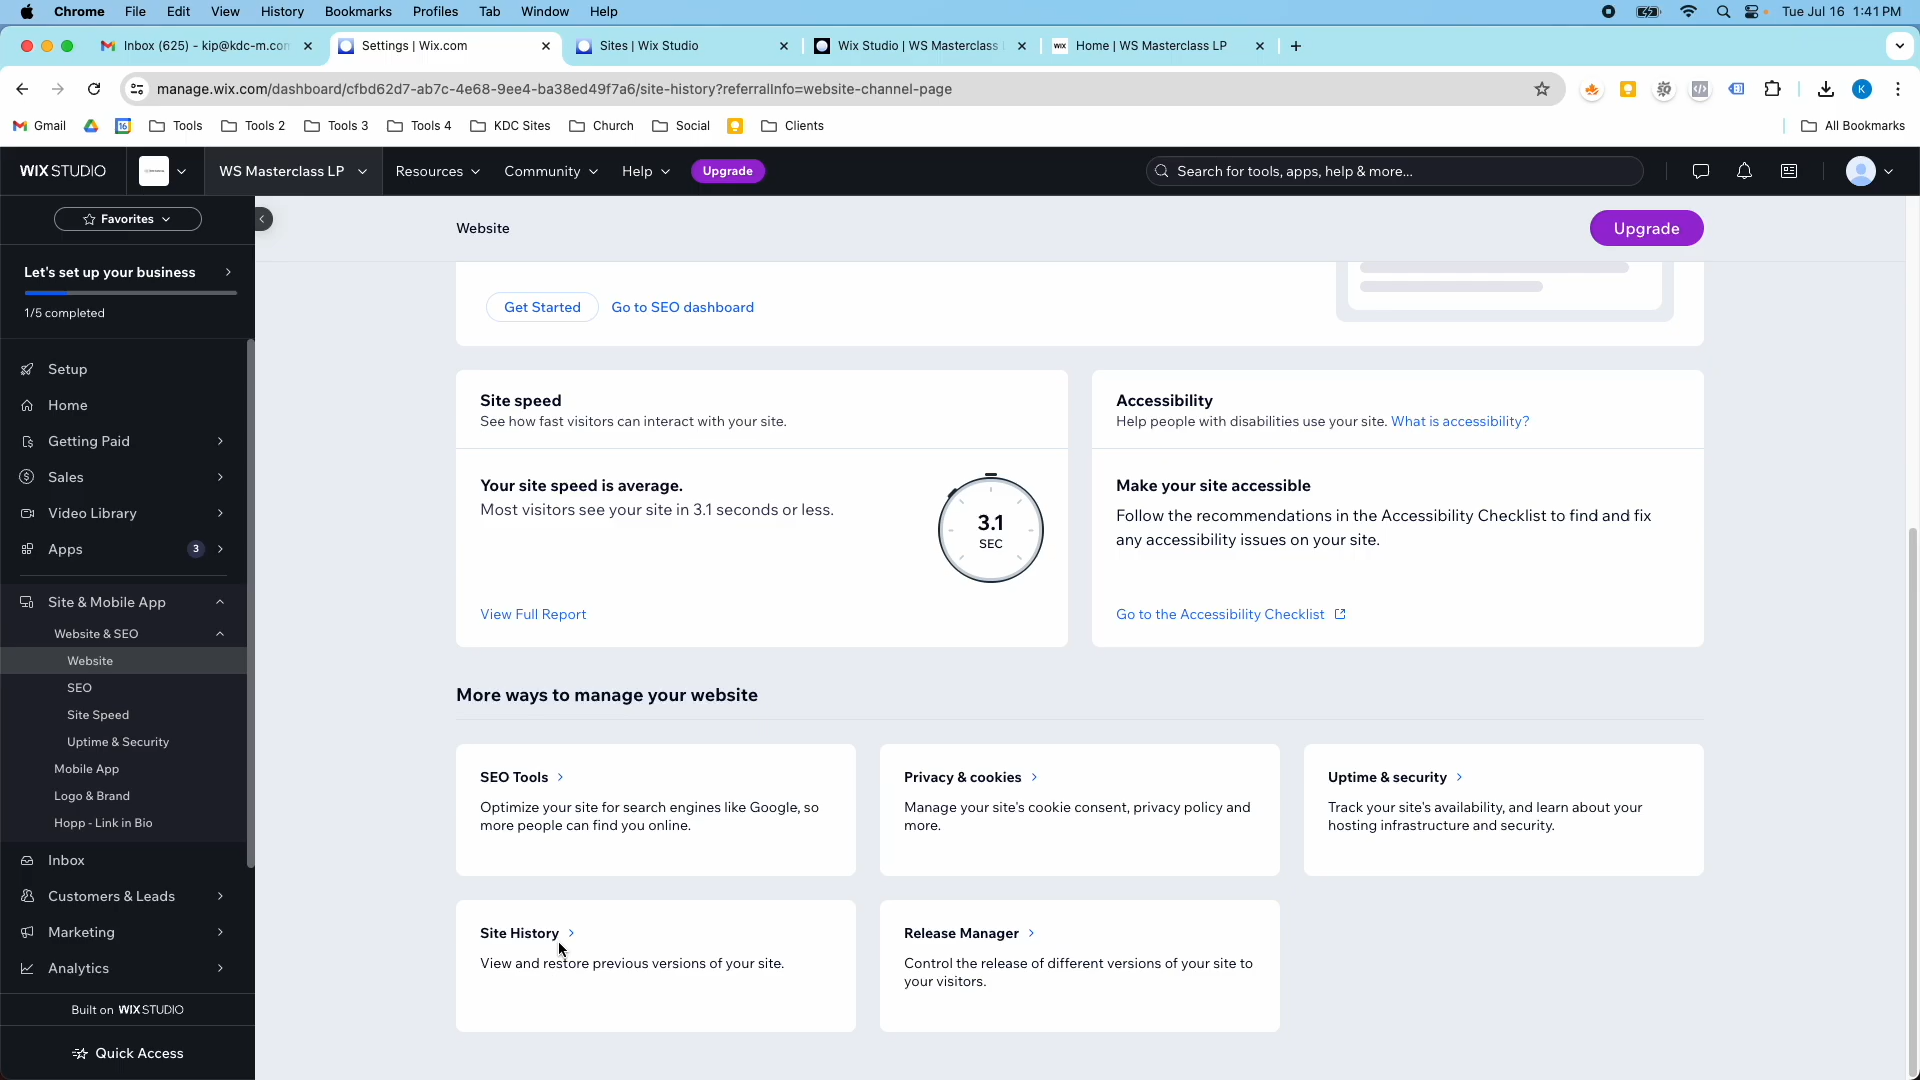 Chrome File Edit View History Bookmarks Profiles Tab Window Help Tue Jul 16 1:41 PM
Inbox (625) - kip@kdc-m.con Settings | Wix.com Sites | Wix Studio Wix Studio | WS Masterclass Home | WS Masterclass LP
manage.wix.com/dashboard/cfbd62d7-ab7c-4e68-9ee4-ba38ed49f7a6/site-history?referralInfo=website-channel-page K
Gmail 16 Tools Tools 2 Tools 3 Tools 4 KDC Sites Church Social Clients All Bookmarks
WIX STUDIO WS Masterclass LP Resources Community Help Upgrade Search for tools, apps, help & more...
Favorites
Let's set up your business
1/5 completed
Setup
Home
Getting Paid
Sales
Video Library
Apps 3
Site & Mobile App
Website & SEO
Website
SEO
Site Speed
Uptime & Security
Mobile App
Logo & Brand
Hopp - Link in Bio
Inbox
Customers & Leads
Marketing
Analytics
Built on WIX STUDIO
Quick Access
Website Upgrade
Get Started Go to SEO dashboard
Site speed
See how fast visitors can interact with your site.
Your site speed is average.
Most visitors see your site in 3.1 seconds or less.
3.1
SEC
View Full Report
Accessibility
Help people with disabilities use your site. What is accessibility?
Make your site accessible
Follow the recommendations in the Accessibility Checklist to find and fix
any accessibility issues on your site.
Go to the Accessibility Checklist
More ways to manage your website
SEO Tools
Optimize your site for search engines like Google, so
more people can find you online.
Privacy & cookies
Manage your site's cookie consent, privacy policy and
more.
Uptime & security
Track your site's availability, and learn about your
hosting infrastructure and security.
Site History
View and restore previous versions of your site.
Release Manager
Control the release of different versions of your site to
your visitors.